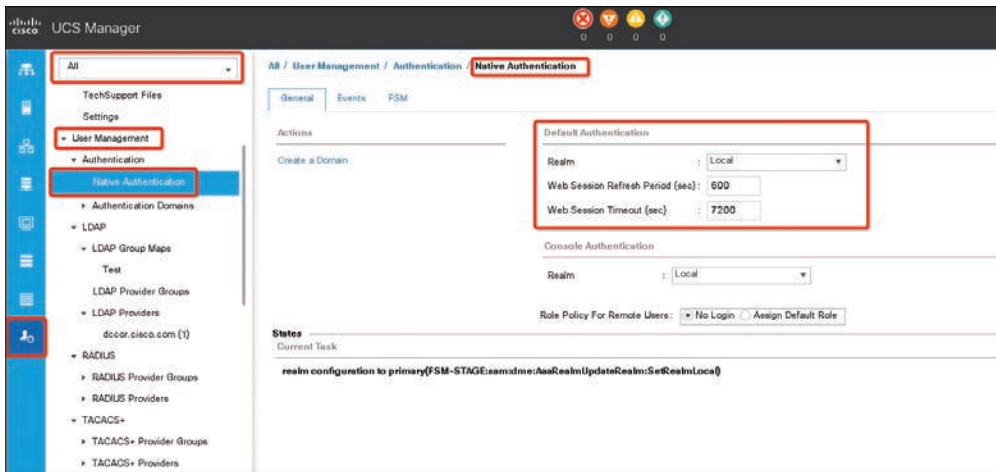 CISCO UCS Manager
0 0 0 0
All
TechSupport Files
Settings
User Management
Authentication
Native Authentication
Authentication Domains
LDAP
LDAP Group Maps
Test
LDAP Provider Groups
LDAP Providers
dccor.cisco.com (1)
RADIUS
RADIUS Provider Groups
RADIUS Providers
TACACS+
TACACS+ Provider Groups
TACACS+ Providers
All / User Management / Authentication / Native Authentication
General Events FSM
Actions
Create a Domain
Default Authentication
Realm : Local
Web Session Refresh Period (sec) : 600
Web Session Timeout (sec) : 7200
Console Authentication
Realm : Local
Role Policy For Remote Users : No Login Assign Default Role
States
Current Task
realm configuration to primary(FSM-STAGE:sam:dme:AaaRealmUpdateRealm:SetRealmLocal)